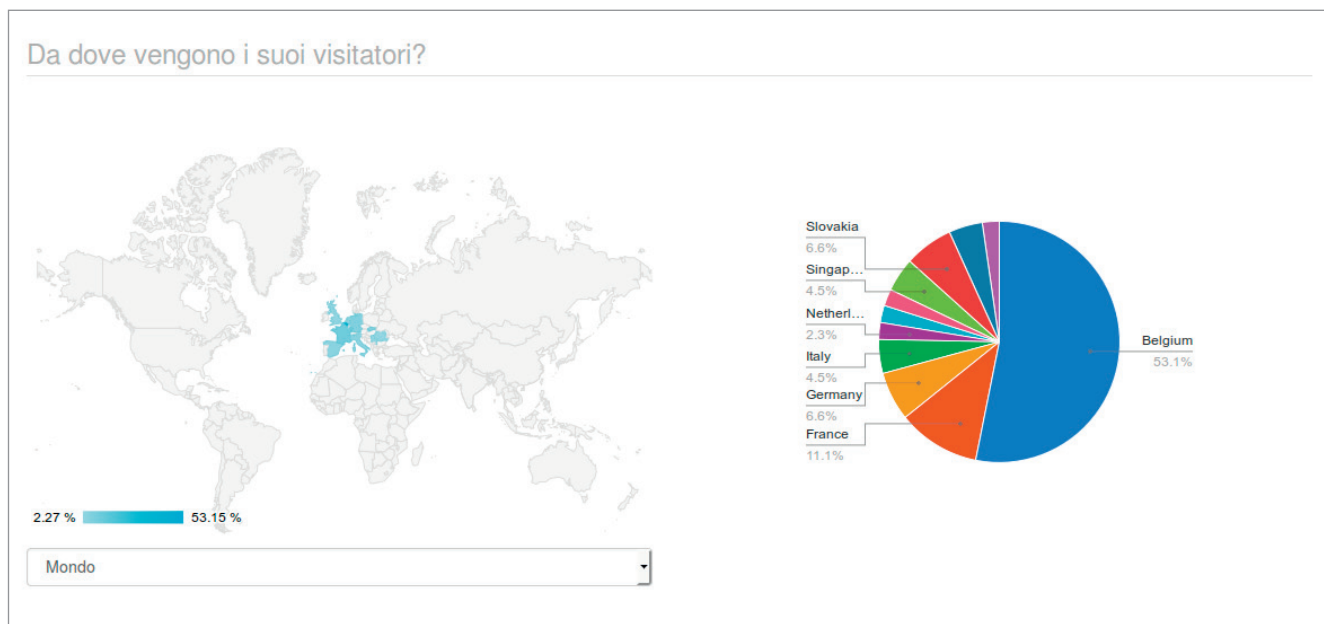 Da dove vengono i suoi visitatori?
2.27 %
53.15 %
Mondo
Slovakia
6.6%
Singap...
4.5%
Netherl...
2.3%
Italy
4.5%
Germany
6.6%
France
11.1%
Belgium
53.1%